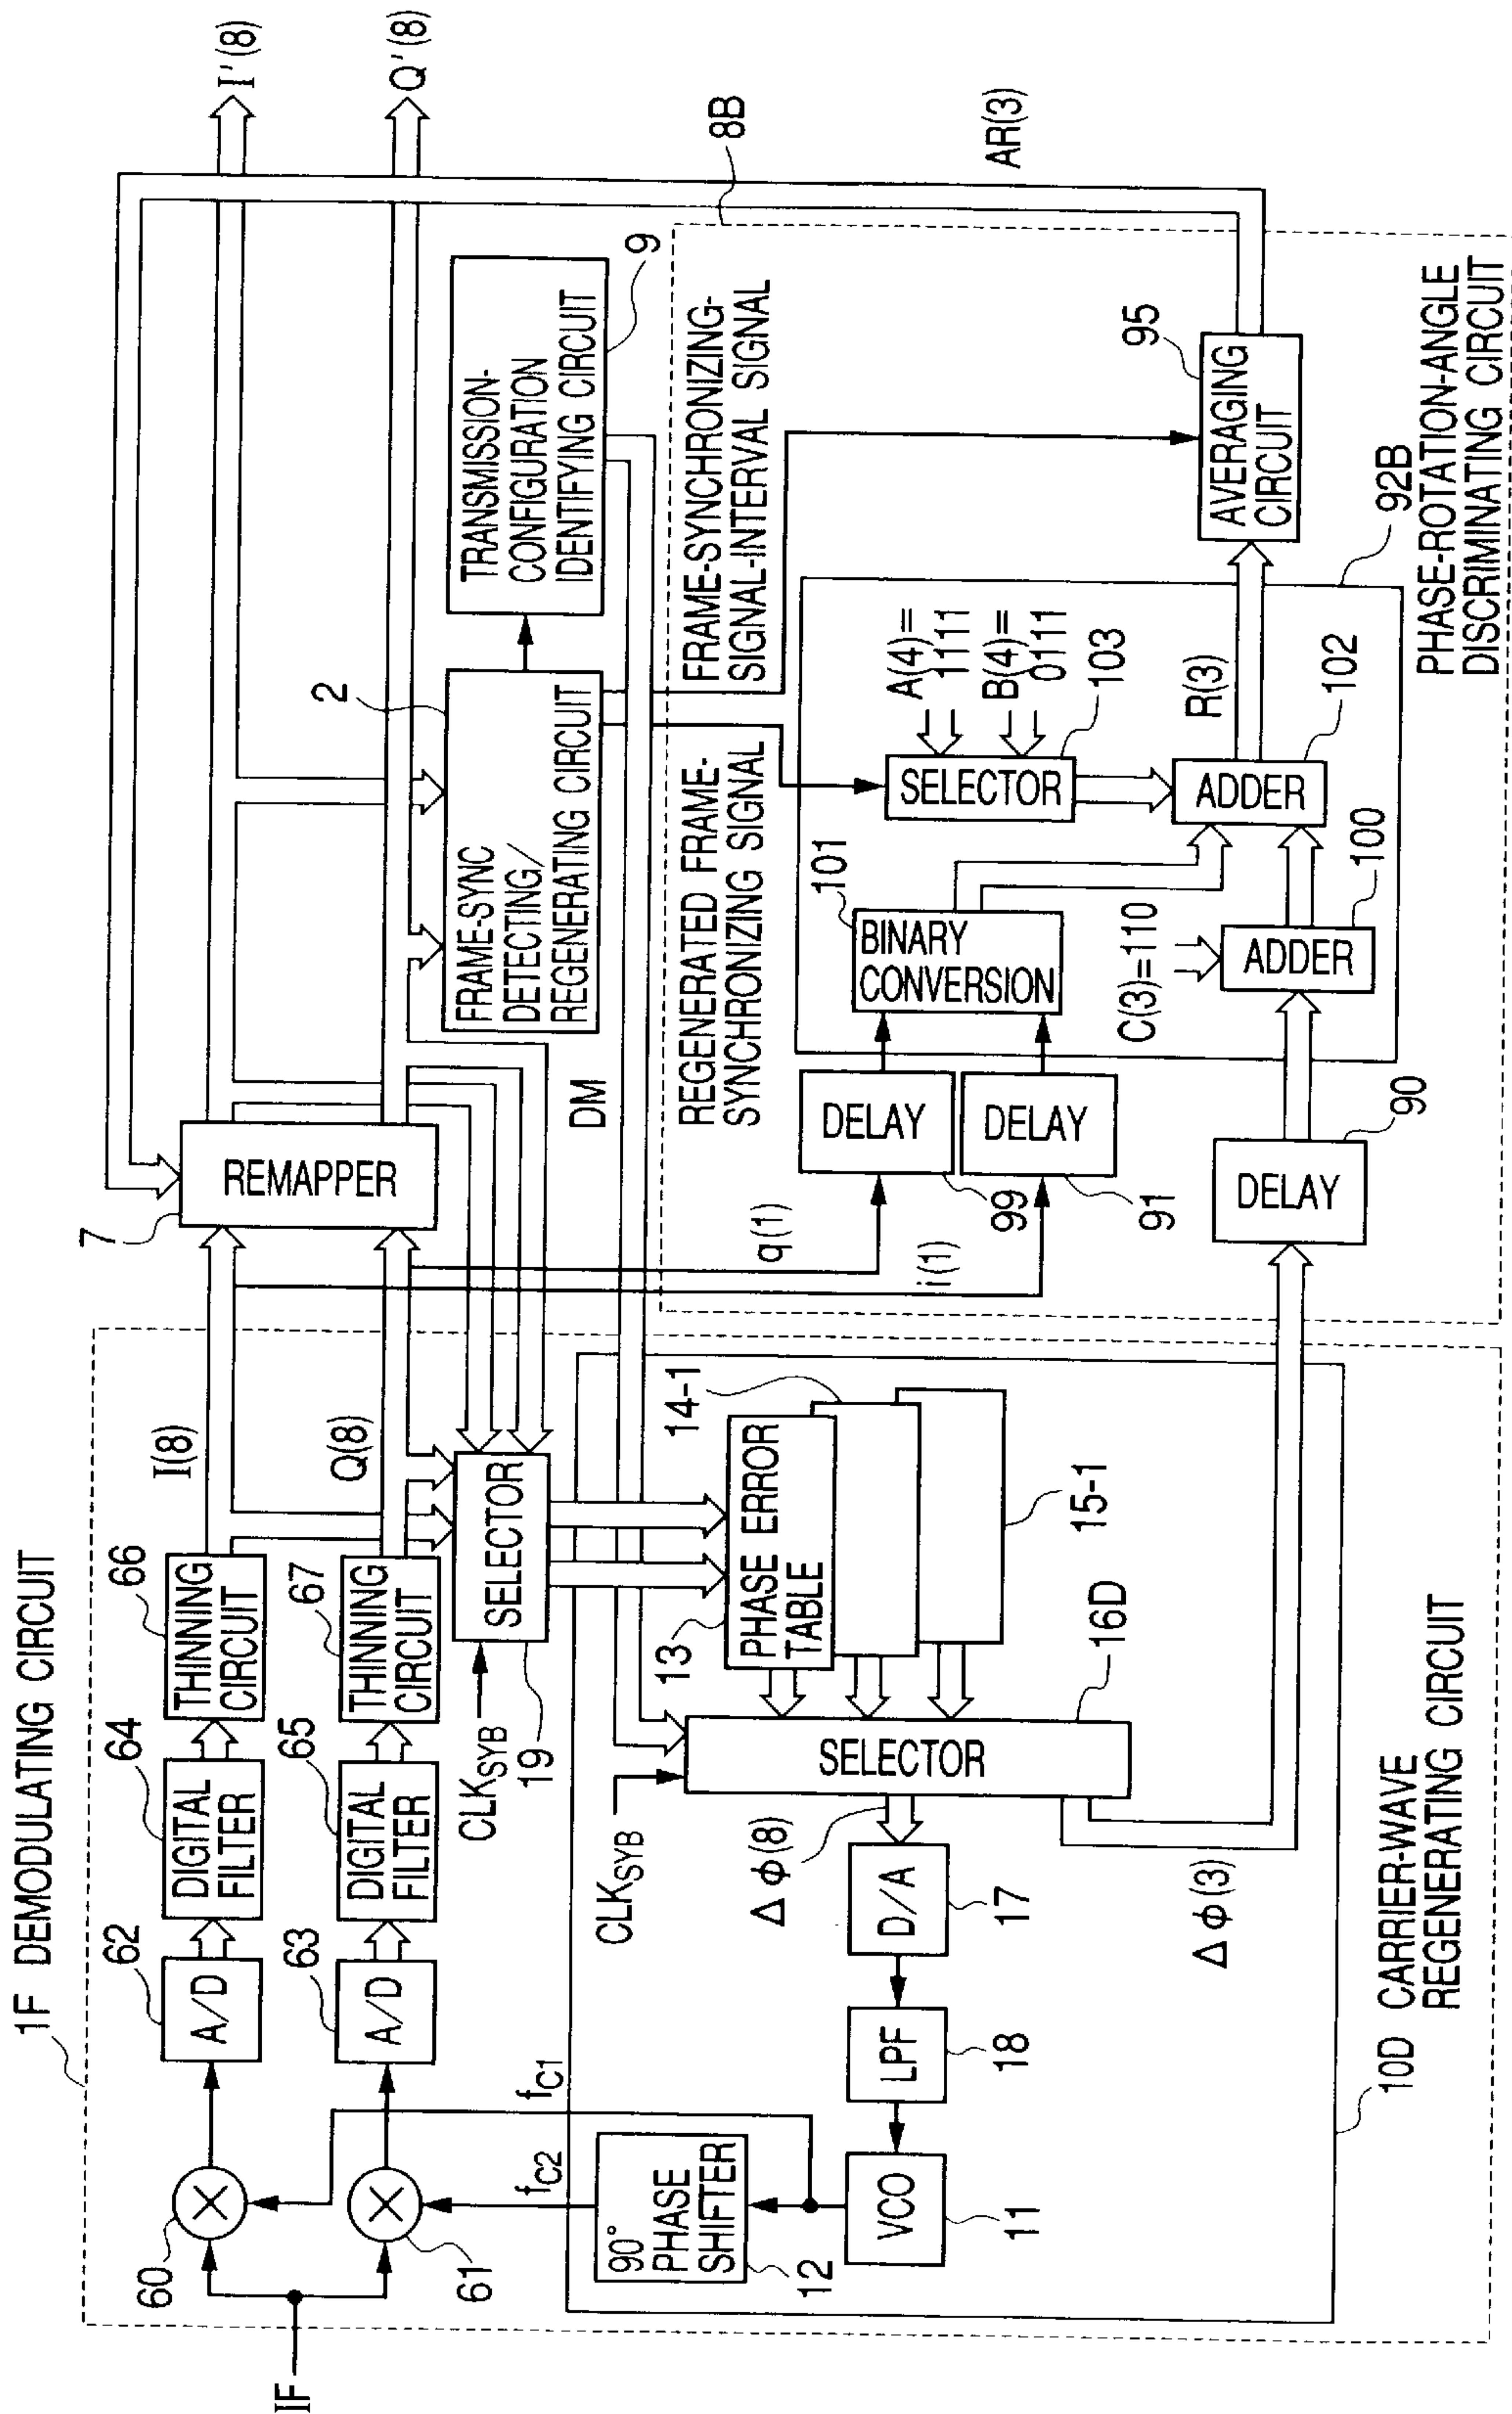 1F DEMODULATING CIRCUIT
IF
60
61
62
A/D
63
A/D
64
DIGITAL
FILTER
65
DIGITAL
FILTER
66
THINNING
CIRCUIT
67
THINNING
CIRCUIT
I(8)
Q(8)
7
REMAPPER
I'(8)
Q'(8)
CLKSYB
19
SELECTOR
2
FRAME-SYNC
DETECTING/
REGENERATING CIRCUIT
TRANSMISSION-
CONFIGURATION
IDENTIFYING CIRCUIT
9
DM
fC1
fC2
90°
PHASE
SHIFTER
12
VCO
11
LPF
18
D/A
17
Δϕ(8)
CLKSYB
SELECTOR
16D
13
PHASE ERROR
TABLE
14-1
15-1
Δϕ(3)
10D CARRIER-WAVE
REGENERATING CIRCUIT
8B
AR(3)
REGENERATED FRAME-
SYNCHRONIZING SIGNAL
FRAME-SYNCHRONIZING-
SIGNAL-INTERVAL SIGNAL
q(1)
i(1)
DELAY
99
DELAY
91
DELAY
90
101
BINARY
CONVERSION
C(3)=110
ADDER
100
SELECTOR
103
A(4)=
1111
B(4)=
0111
ADDER
102
R(3)
95
AVERAGING
CIRCUIT
92B
PHASE-ROTATION-ANGLE
DISCRIMINATING CIRCUIT